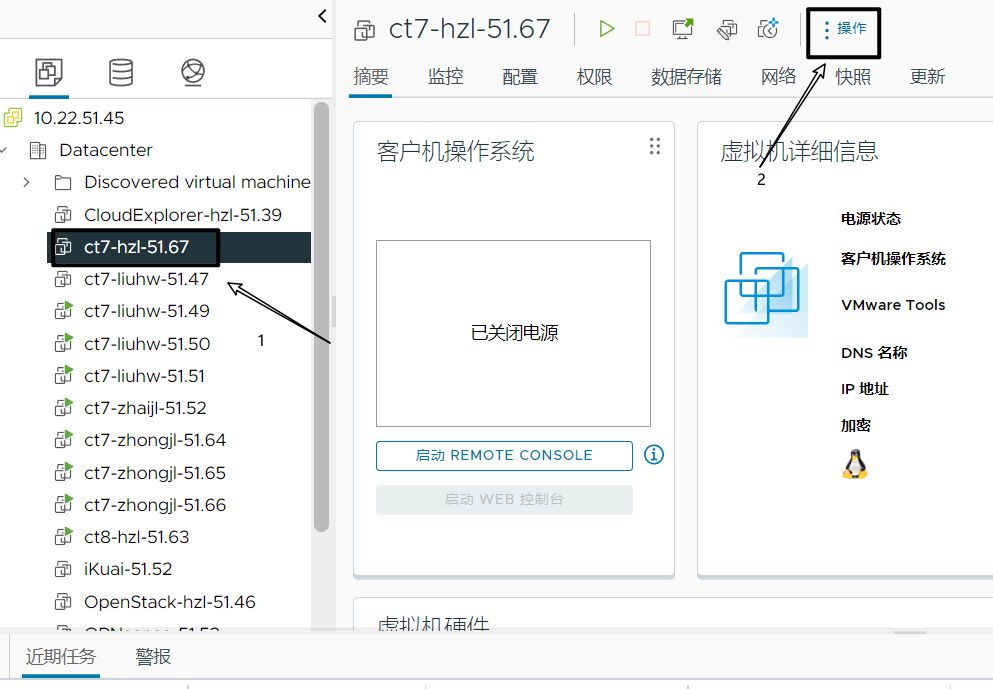 ct7-hzl-51.67
操作
摘要 监控 配置 权限 数据存储 网络 快照 更新
10.22.51.45
Datacenter
Discovered virtual machine
CloudExplorer-hzl-51.39
ct7-hzl-51.67
ct7-liuhw-51.47
ct7-liuhw-51.49
ct7-liuhw-51.50
ct7-liuhw-51.51
ct7-zhaijl-51.52
ct7-zhongjl-51.64
ct7-zhongjl-51.65
ct7-zhongjl-51.66
ct8-hzl-51.63
iKuai-51.52
OpenStack-hzl-51.46
1
客户机操作系统
已关闭电源
启动 REMOTE CONSOLE
启动 WEB 控制台
虚拟机详细信息
2
电源状态
客户机操作系统
VMware Tools
DNS 名称
IP 地址
加密
虚拟机硬件
近期任务 警报